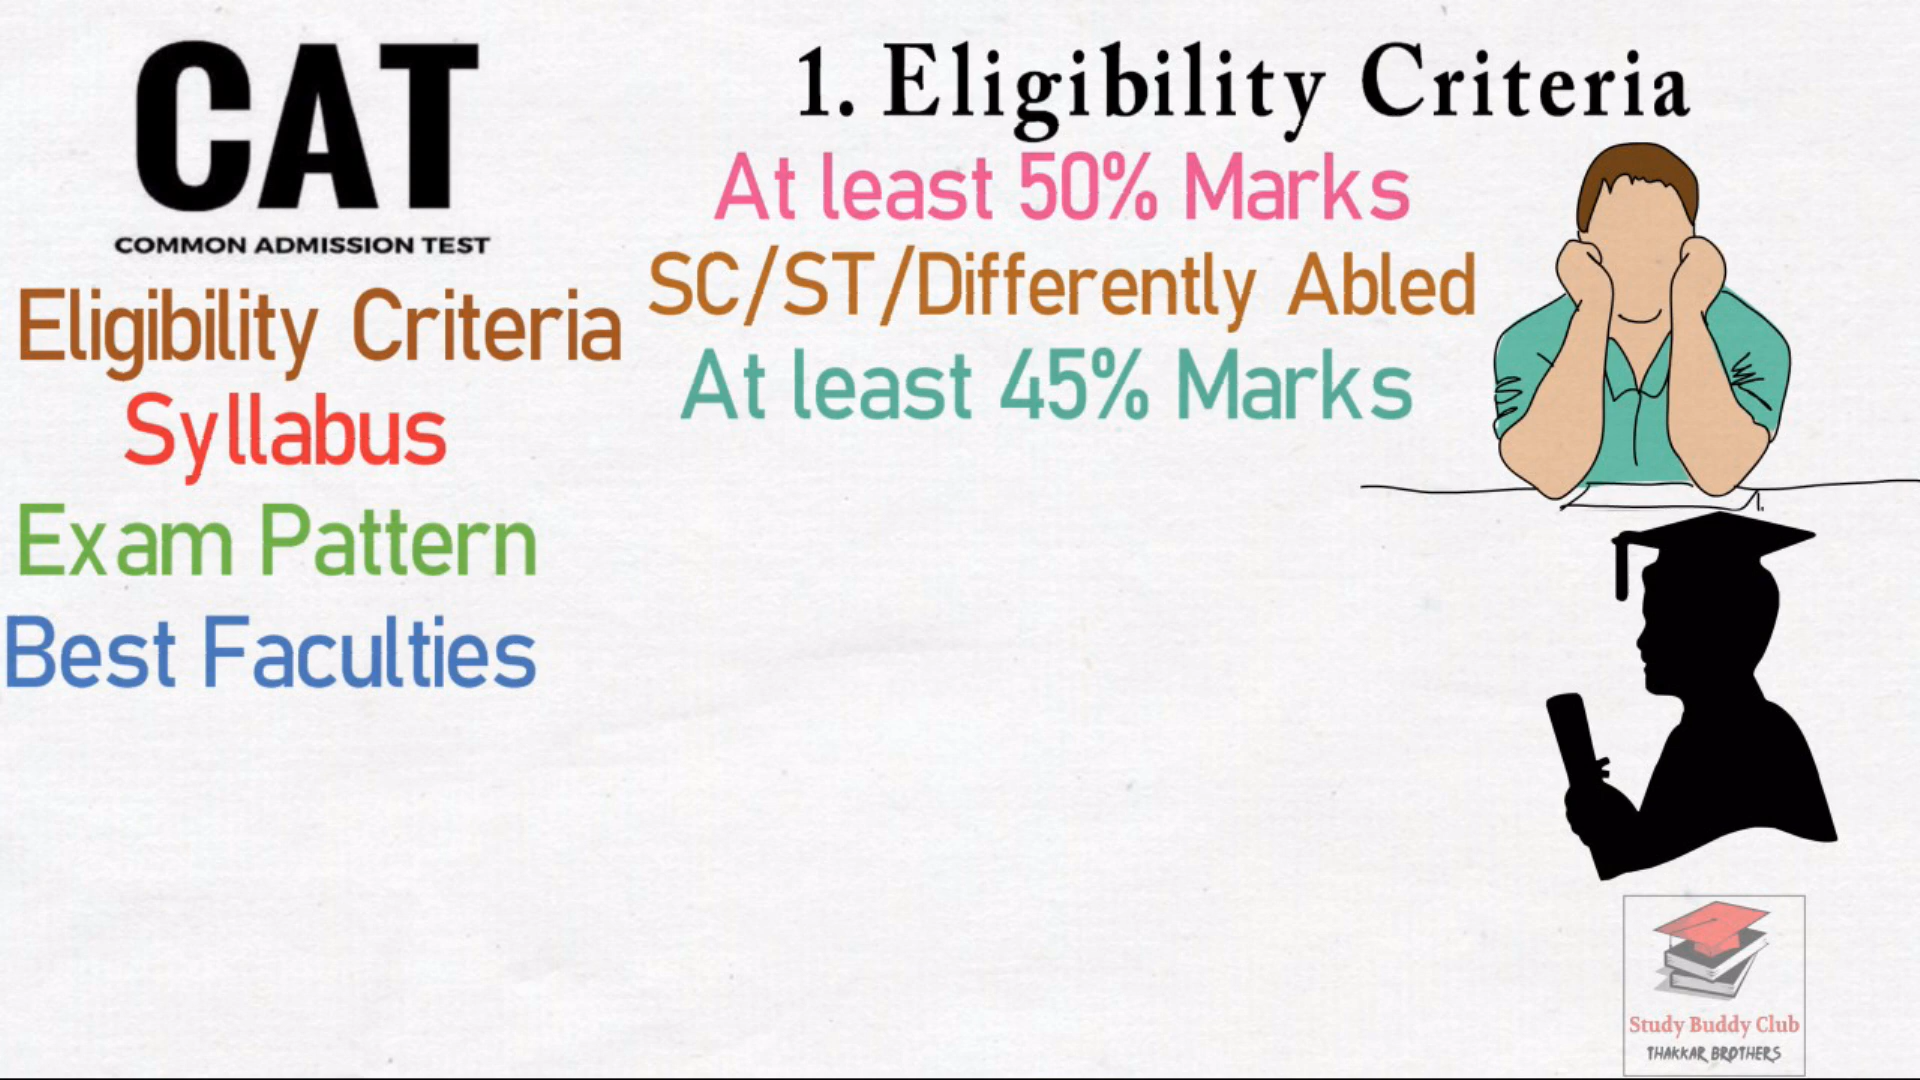 CAT
COMMON ADMISSION TEST
Eligibility Criteria
Syllabus
Exam Pattern
Best Faculties
1. Eligibility Criteria
At least 50% Marks
SC/ST/Differently Abled
At least 45% Marks
Study Buddy Club
THAKKAR BROTHERS